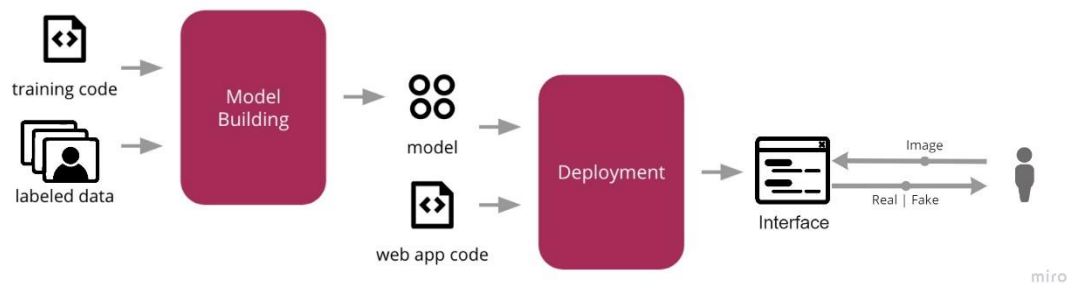 training code
labeled data
Model
Building
model
web app code
Deployment
Interface
Image
Real | Fake
miro